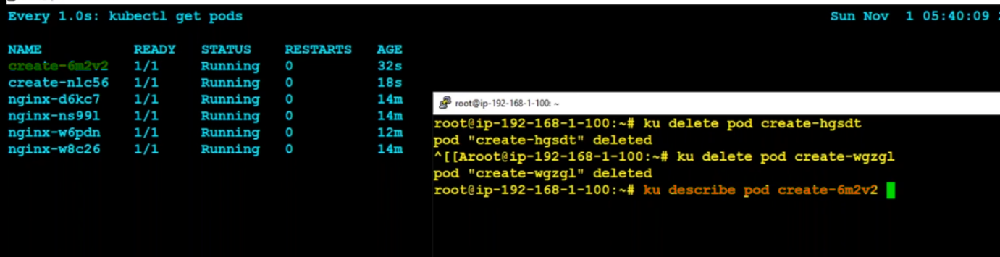 Every 1.0s: kubectl get pods Sun Nov 1 05:40:09
NAME READY STATUS RESTARTS AGE
create-6m2v2 1/1 Running 0 32s
create-nlc56 1/1 Running 0 18s
nginx-d6kc7 1/1 Running 0 14m
nginx-ns99l 1/1 Running 0 14m
nginx-w6pdn 1/1 Running 0 12m
nginx-w8c26 1/1 Running 0 14m
root@ip-192-168-1-100: ~
root@ip-192-168-1-100:~# ku delete pod create-hgsdt
pod "create-hgsdt" deleted
^[[Aroot@ip-192-168-1-100:~# ku delete pod create-wgzgl
pod "create-wgzgl" deleted
root@ip-192-168-1-100:~# ku describe pod create-6m2v2